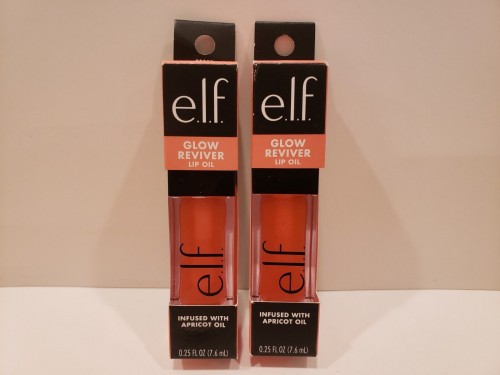 e.l.f.
GLOW
REVIVER
LIP OIL
e.l.f.
INFUSED WITH
APRICOT OIL
0.25 FL OZ (7.6 mL)
e.l.f.
GLOW
REVIVER
LIP OIL
e.l.f.
INFUSED WITH
APRICOT OIL
0.25 FL OZ (7.6 mL)